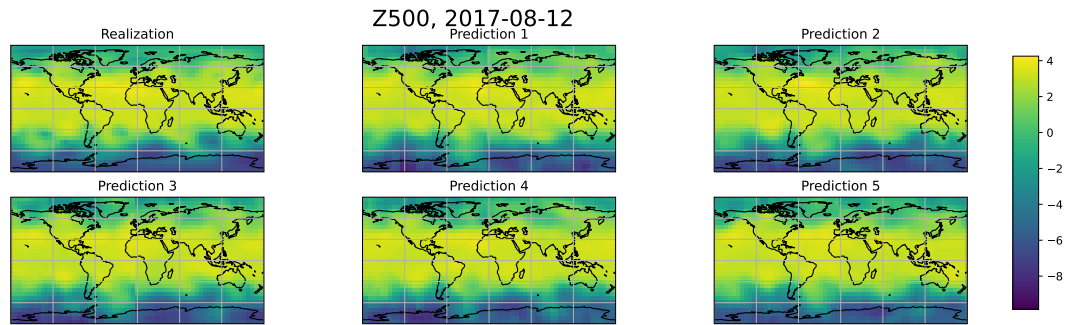 Z500, 2017-08-12
Realization
Prediction 1
Prediction 2
Prediction 3
Prediction 4
Prediction 5
4
2
0
−2
−4
−6
−8